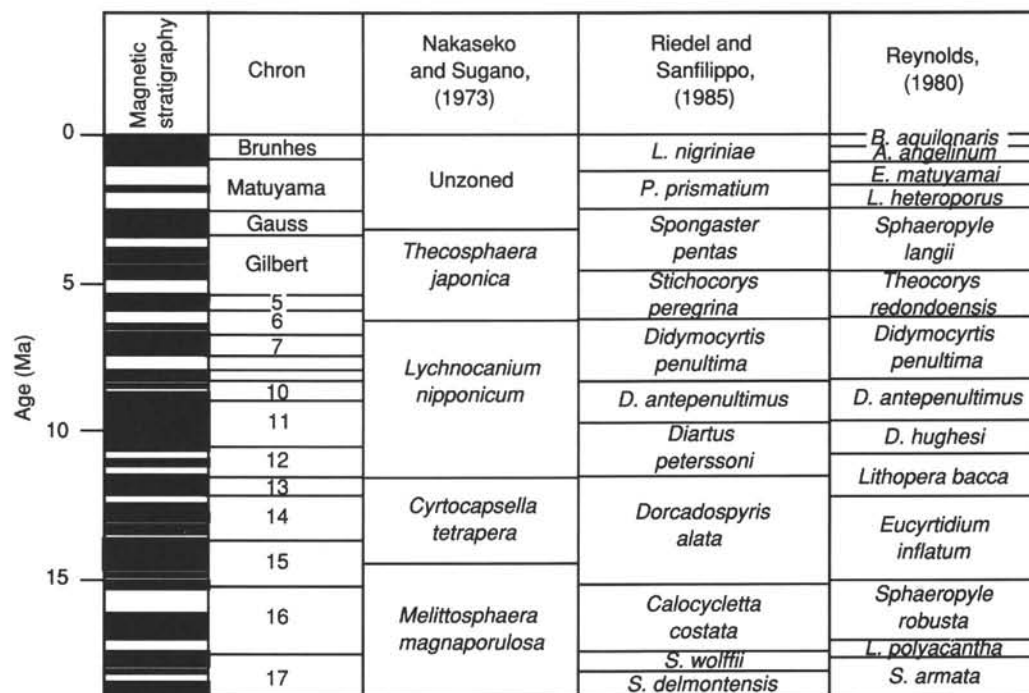 Magnetic
stratigraphy
Chron
Nakaseko
and Sugano,
(1973)
Riedel and
Sanfilippo,
(1985)
Reynolds,
(1980)
Age (Ma)
0
5
10
15
Brunhes
Matuyama
Gauss
Gilbert
5
6
7
10
11
12
13
14
15
16
17
Unzoned
Thecosphaera
japonica
Lychnocanium
nipponicum
Cyrtocapsella
tetrapera
Melittosphaera
magnaporulosa
L. nigriniae
P. prismatium
Spongaster
pentas
Stichocorys
peregrina
Didymocyrtis
penultima
D. antepenultimus
Diartus
peterssoni
Dorcadospyris
alata
Calocycletta
costata
S. wolffii
S. delmontensis
B. aquilonaris
A. angelinum
E. matuyamai
L. heteroporus
Sphaeropyle
langii
Theocorys
redondoensis
Didymocyrtis
penultima
D. antepenultimus
D. hughesi
Lithopera bacca
Eucyrtidium
inflatum
Sphaeropyle
robusta
L. polyacantha
S. armata